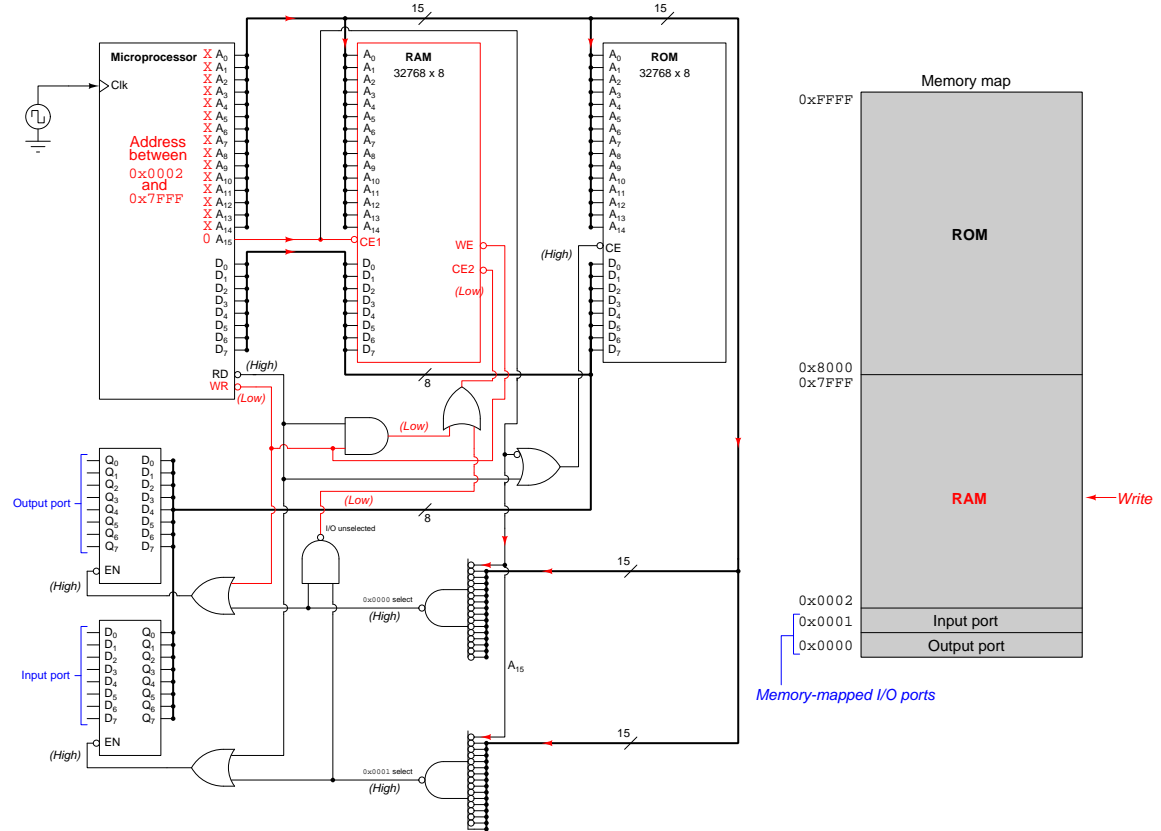 15
15
Microprocessor
Clk
Address
between
0x0002
and
0x7FFF
X A0
X A1
X A2
X A3
X A4
X A5
X A6
X A7
X A8
X A9
X A10
X A11
X A12
X A13
X A14
0 A15
D0
D1
D2
D3
D4
D5
D6
D7
RD
(High)
WR
(Low)
RAM
32768 x 8
A0
A1
A2
A3
A4
A5
A6
A7
A8
A9
A10
A11
A12
A13
A14
CE1
WE
CE2
(Low)
D0
D1
D2
D3
D4
D5
D6
D7
ROM
32768 x 8
A0
A1
A2
A3
A4
A5
A6
A7
A8
A9
A10
A11
A12
A13
A14
(High)
CE
D0
D1
D2
D3
D4
D5
D6
D7
8
(Low)
(Low)
8
I/O unselected
Output port
Q0 D0
Q1 D1
Q2 D2
Q3 D3
Q4 D4
Q5 D5
Q6 D6
Q7 D7
EN
(High)
0x0000 select
(High)
15
Input port
D0 Q0
D1 Q1
D2 Q2
D3 Q3
D4 Q4
D5 Q5
D6 Q6
D7 Q7
EN
(High)
A15
0x0001 select
(High)
15
Memory map
0xFFFF
ROM
0x8000
0x7FFF
RAM
Write
0x0002
0x0001
Input port
0x0000
Output port
Memory-mapped I/O ports